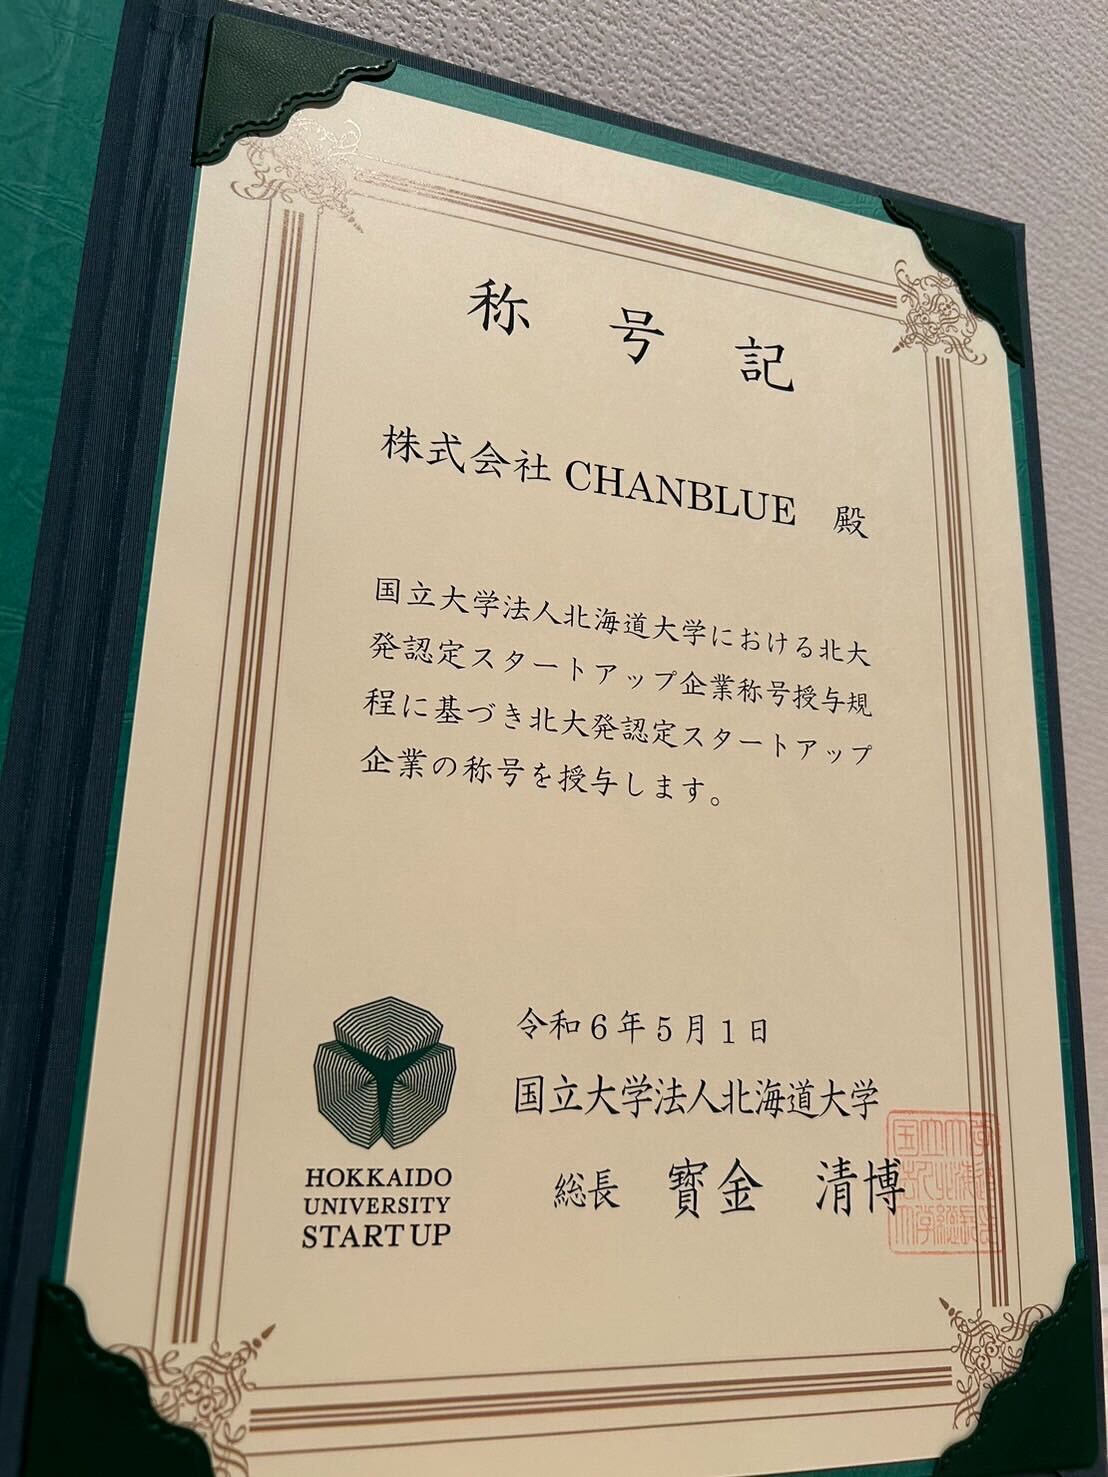 称号記
株式会社 CHANBLUE 殿
国立大学法人北海道大学における北大
発認定スタートアップ企業称号授与規
程に基づき北大発認定スタートアップ
企業の称号を授与します。
令和6年5月1日
国立大学法人北海道大学
総長 寳金 清博
HOKKAIDO
UNIVERSITY
START UP